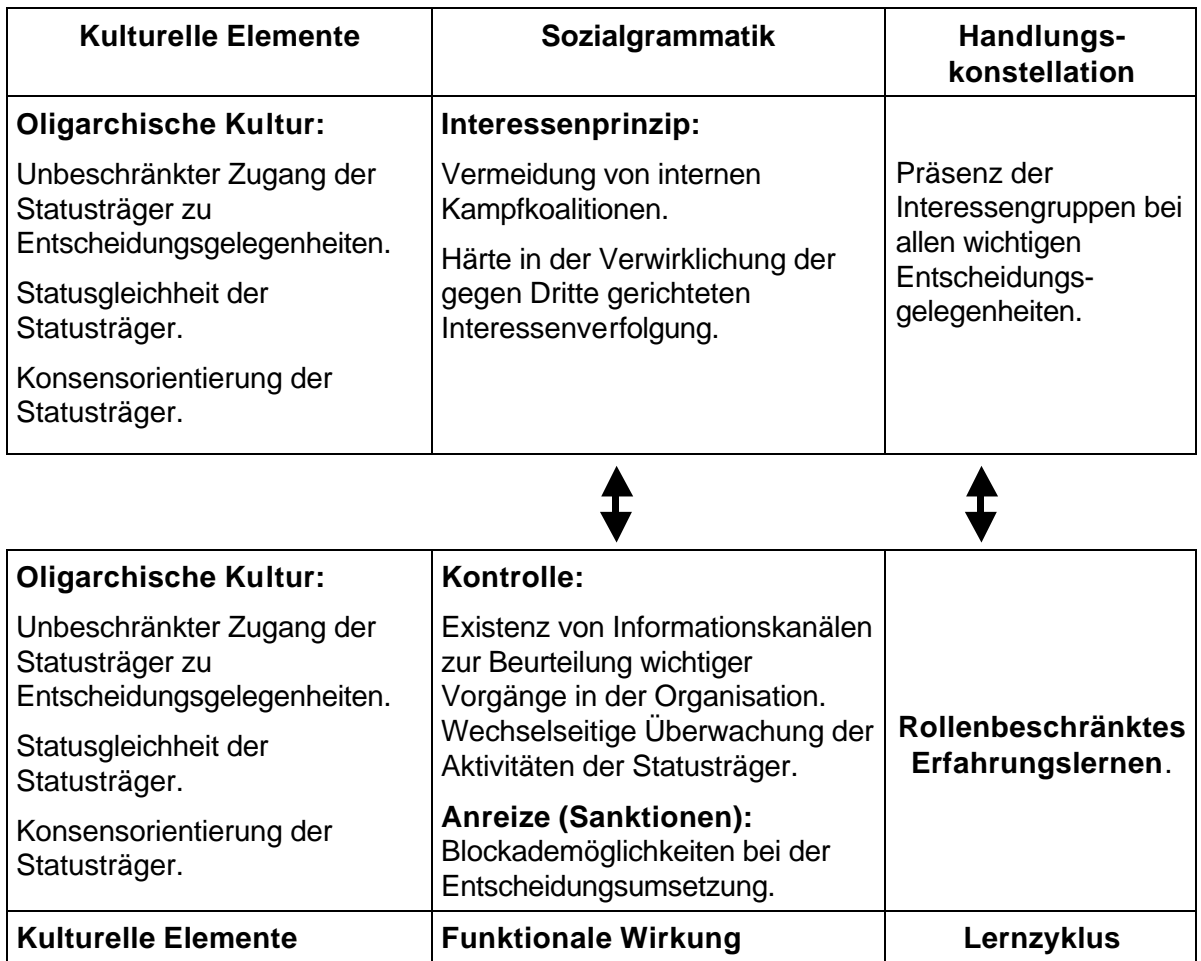 Kulturelle Elemente
Sozialgrammatik
Handlungs-
konstellation
Oligarchische Kultur:
Unbeschränkter Zugang der
Statusträger zu
Entscheidungsgelegenheiten.
Statusgleichheit der
Statusträger.
Konsensorientierung der
Statusträger.
Interessenprinzip:
Vermeidung von internen
Kampfkoalitionen.
Härte in der Verwirklichung der
gegen Dritte gerichteten
Interessenverfolgung.
Präsenz der
Interessengruppen bei
allen wichtigen
Entscheidungs-
gelegenheiten.
Oligarchische Kultur:
Unbeschränkter Zugang der
Statusträger zu
Entscheidungsgelegenheiten.
Statusgleichheit der
Statusträger.
Konsensorientierung der
Statusträger.
Kontrolle:
Existenz von Informationskanälen
zur Beurteilung wichtiger
Vorgänge in der Organisation.
Wechselseitige Überwachung der
Aktivitäten der Statusträger.
Anreize (Sanktionen):
Blockademöglichkeiten bei der
Entscheidungsumsetzung.
Rollenbeschränktes
Erfahrungslernen.
Kulturelle Elemente
Funktionale Wirkung
Lernzyklus